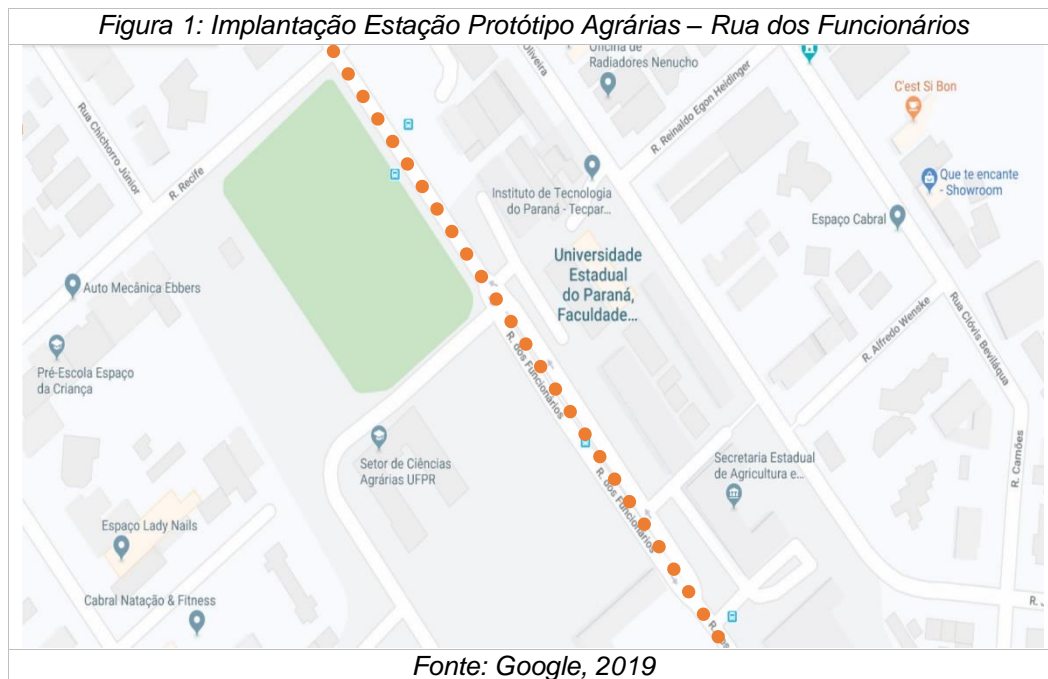 Figura 1: Implantação Estação Protótipo Agrárias – Rua dos Funcionários
Oficina de
Radiadores Nenucho
Oliveira
C'est Si Bon
Rua Chichorro Júnior
R. Recife
R. Reinaldo Egon Heidinger
Instituto de Tecnologia
do Paraná - Tecpar...
Que te encante
- Showroom
Espaço Cabral
Universidade
Estadual
do Paraná,
Faculdade...
Auto Mecânica Ebbers
R. Alfredo Wenske
Rua Clóvis Beviláqua
Pré-Escola Espaço
da Criança
R. dos Funcionários
R. Camões
Setor de Ciências
Agrárias UFPR
Secretaria Estadual
de Agricultura e...
R. dos Funcionários
Espaço Lady Nails
Cabral Natação & Fitness
R.
Fonte: Google, 2019